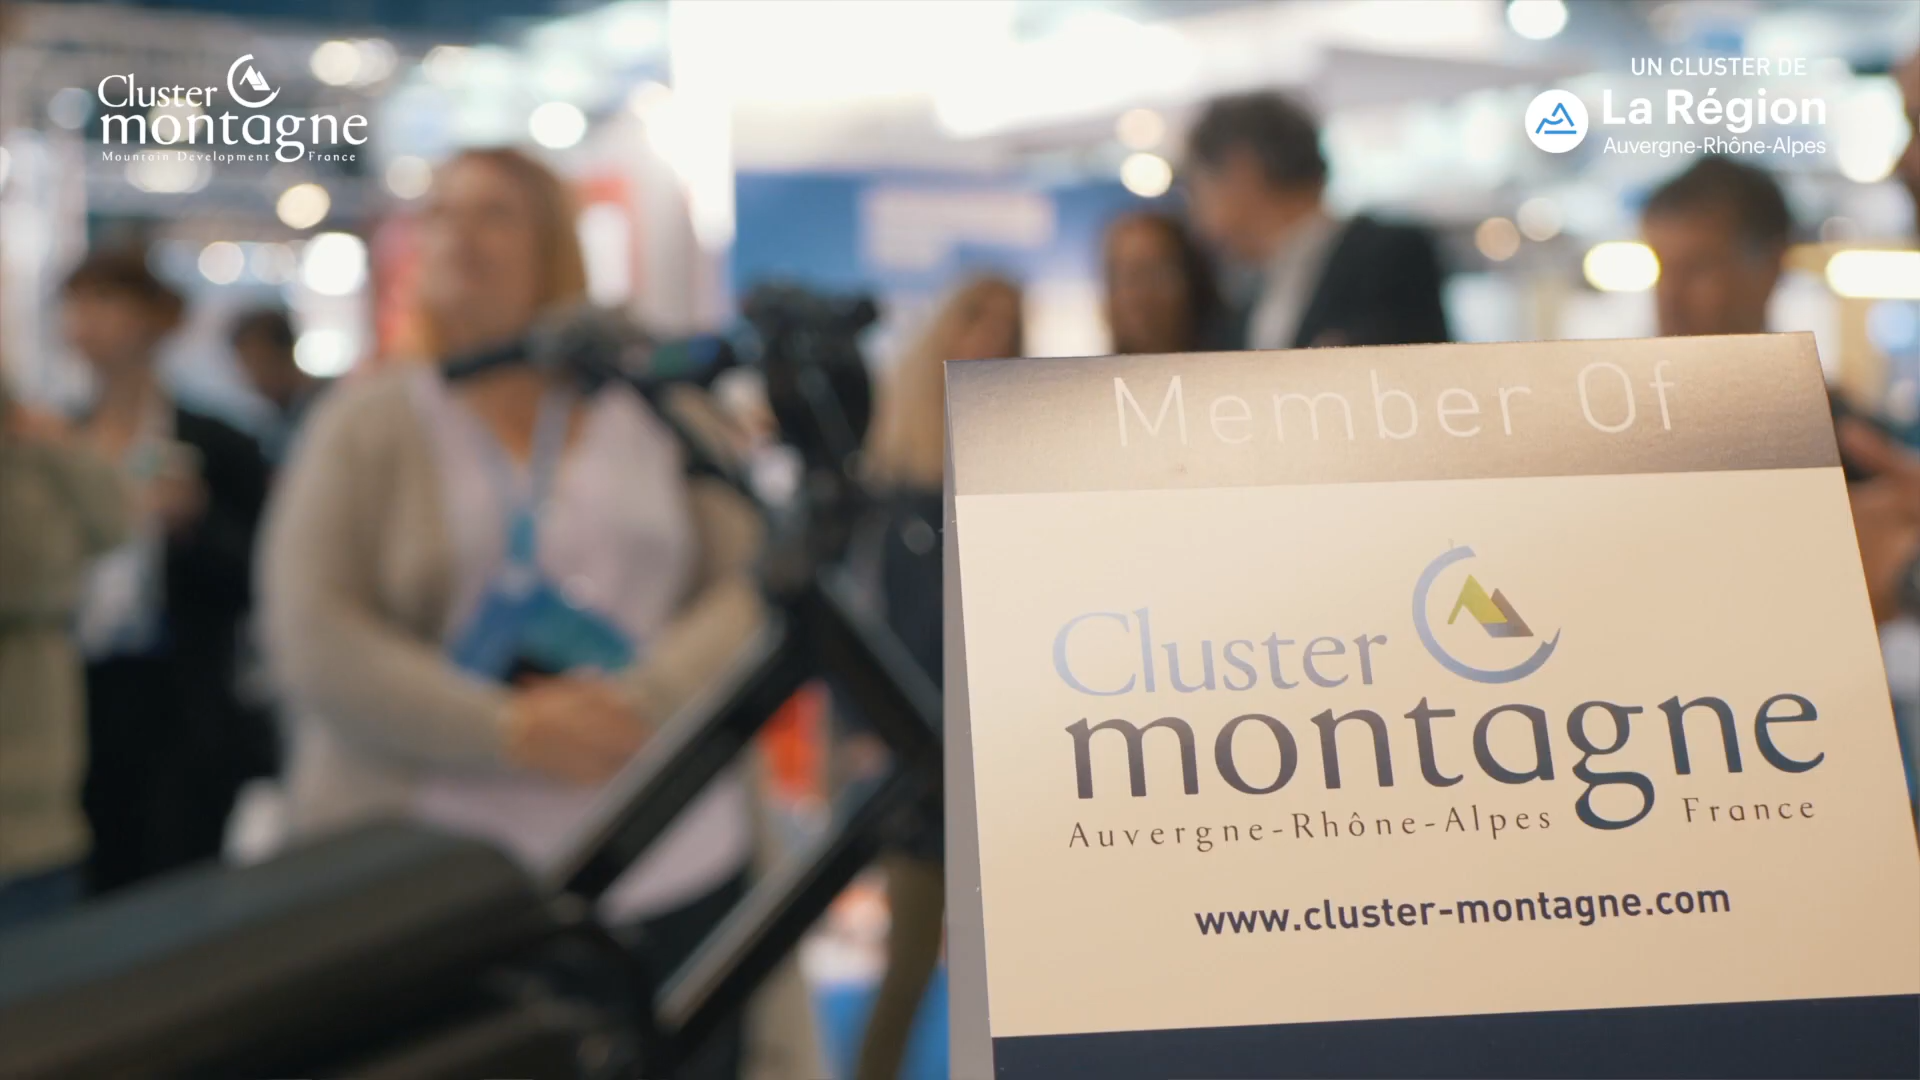 Cluster
montagne
Mountain Development France
UN CLUSTER DE
La Région
Auvergne-Rhône-Alpes
Member Of
Cluster
montagne
Auvergne-Rhône-Alpes France
www.cluster-montagne.com